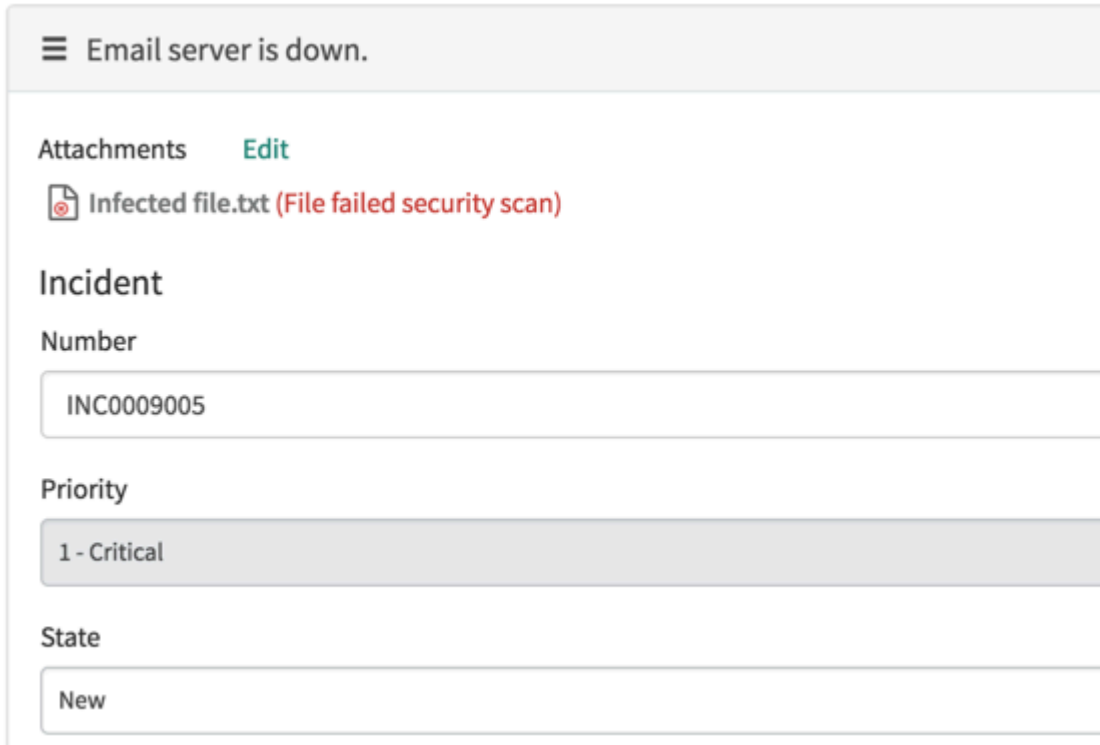 Email server is down.
Attachments Edit
Infected file.txt (File failed security scan)
Incident
Number
INC0009005
Priority
1 - Critical
State
New